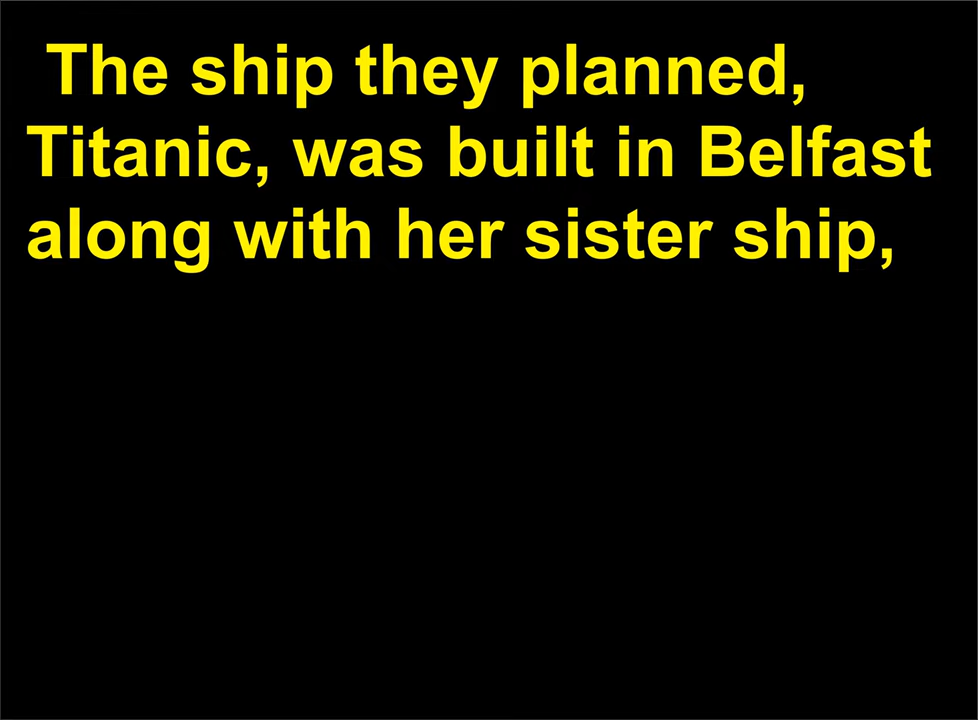 The ship they planned,
Titanic, was built in Belfast
along with her sister ship,